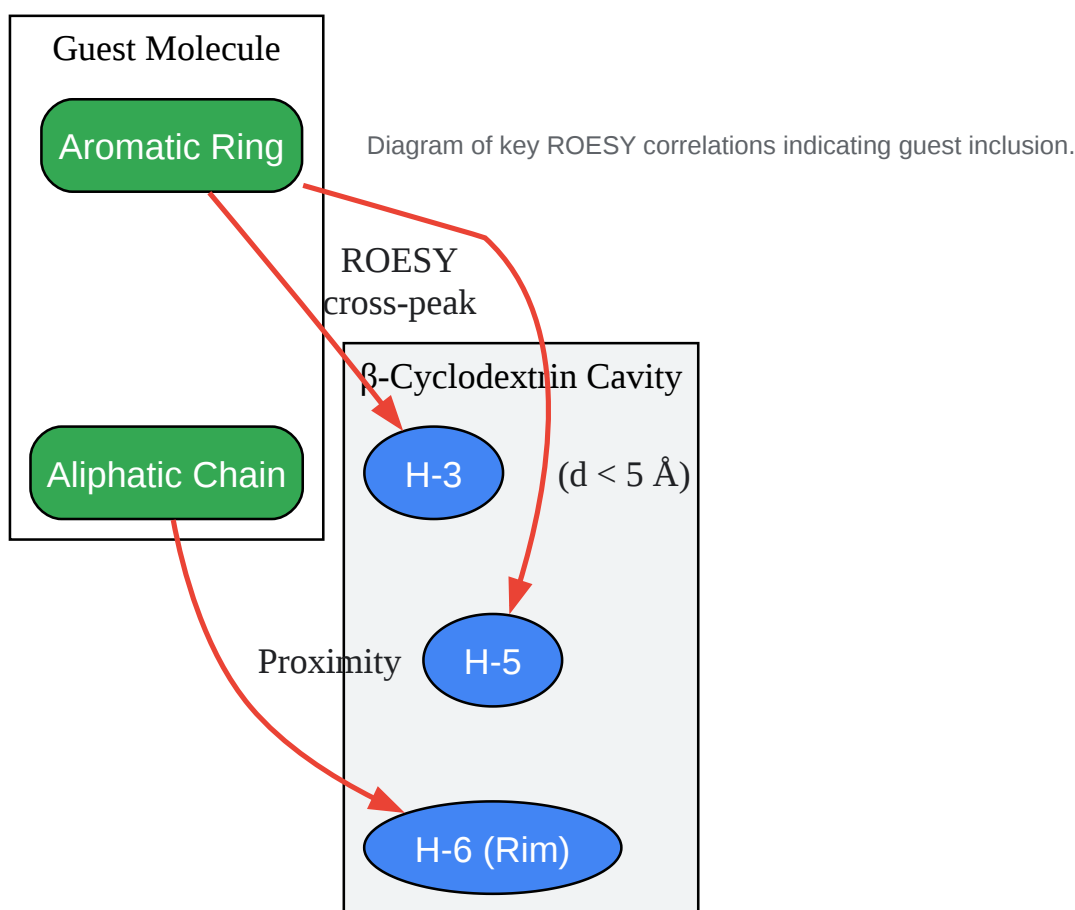 Guest Molecule
Aromatic Ring
Diagram of key ROESY correlations indicating guest inclusion.
ROESY
cross-peak
β-Cyclodextrin Cavity
Aliphatic Chain
H-3
(d < 5 Å)
Proximity
H-5
H-6 (Rim)